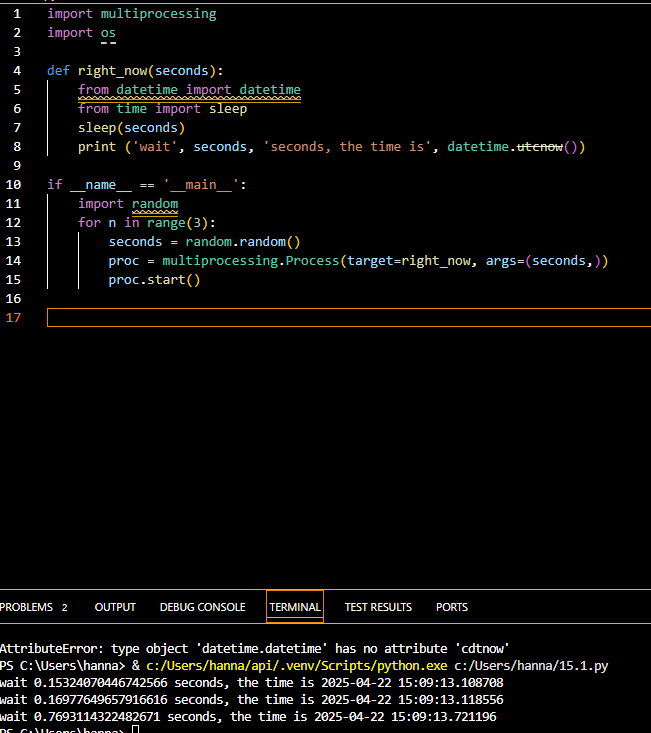 1 import multiprocessing
2 import os
3
4 def right_now(seconds):
5     from datetime import datetime
6     from time import sleep
7     sleep(seconds)
8     print ('wait', seconds, 'seconds, the time is', datetime.utcnow())
9
10 if __name__ == '__main__':
11     import random
12     for n in range(3):
13         seconds = random.random()
14         proc = multiprocessing.Process(target=right_now, args=(seconds,))
15         proc.start()
16
17
PROBLEMS 2 OUTPUT DEBUG CONSOLE TERMINAL TEST RESULTS PORTS
AttributeError: type object 'datetime.datetime' has no attribute 'cdtnow'
PS C:\Users\hanna> & c:/Users/hanna/api/.venv/Scripts/python.exe c:/Users/hanna/15.1.py
wait 0.15324070446742566 seconds, the time is 2025-04-22 15:09:13.108708
wait 0.16977649657916616 seconds, the time is 2025-04-22 15:09:13.118556
wait 0.7693114322482671 seconds, the time is 2025-04-22 15:09:13.721196
PS C:\Users\hanna>